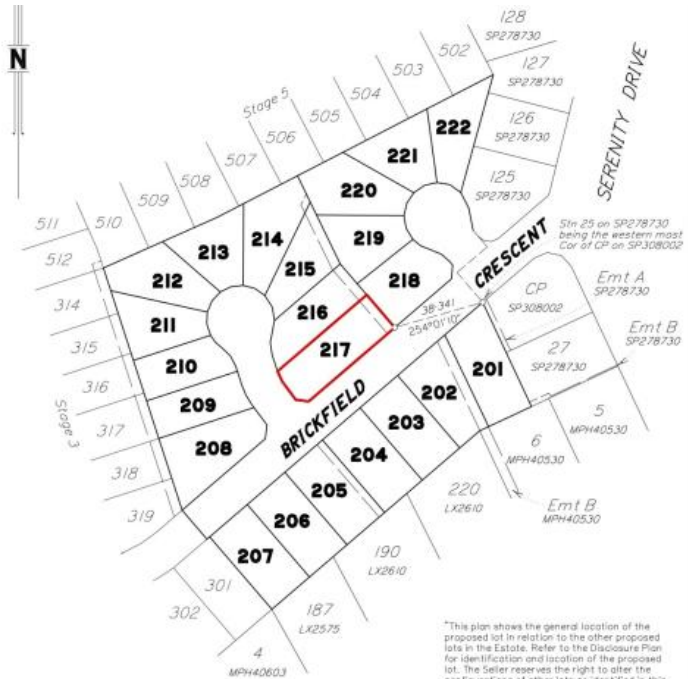 N
128
SP278730
502
127
SP278730
503
504
Stage 5
505
126
SP278730
506
222
221
507
125
SP278730
SERENITY DRIVE
508
220
509
511
510
213
214
219
Stn 25 on SP278730
being the western most
Cor of CP on SP308002
512
215
212
218
CRESCENT
CP
SP308002
Emt A
SP278730
314
216
38·341
254°01'10"
211
Emt B
SP278730
315
217
210
201
27
SP278730
316
202
209
BRICKFIELD
5
MPH40530
Stage 3
317
203
6
MPH40530
208
204
318
220
LX2610
205
Emt B
MPH40530
319
206
190
LX2610
207
301
302
187
LX2575
4
MPH40603
"This plan shows the general location of the
proposed lot in relation to the other proposed
lots in the Estate. Refer to the Disclosure Plan
for identification and location of the proposed
lot. The Seller reserves the right to alter the